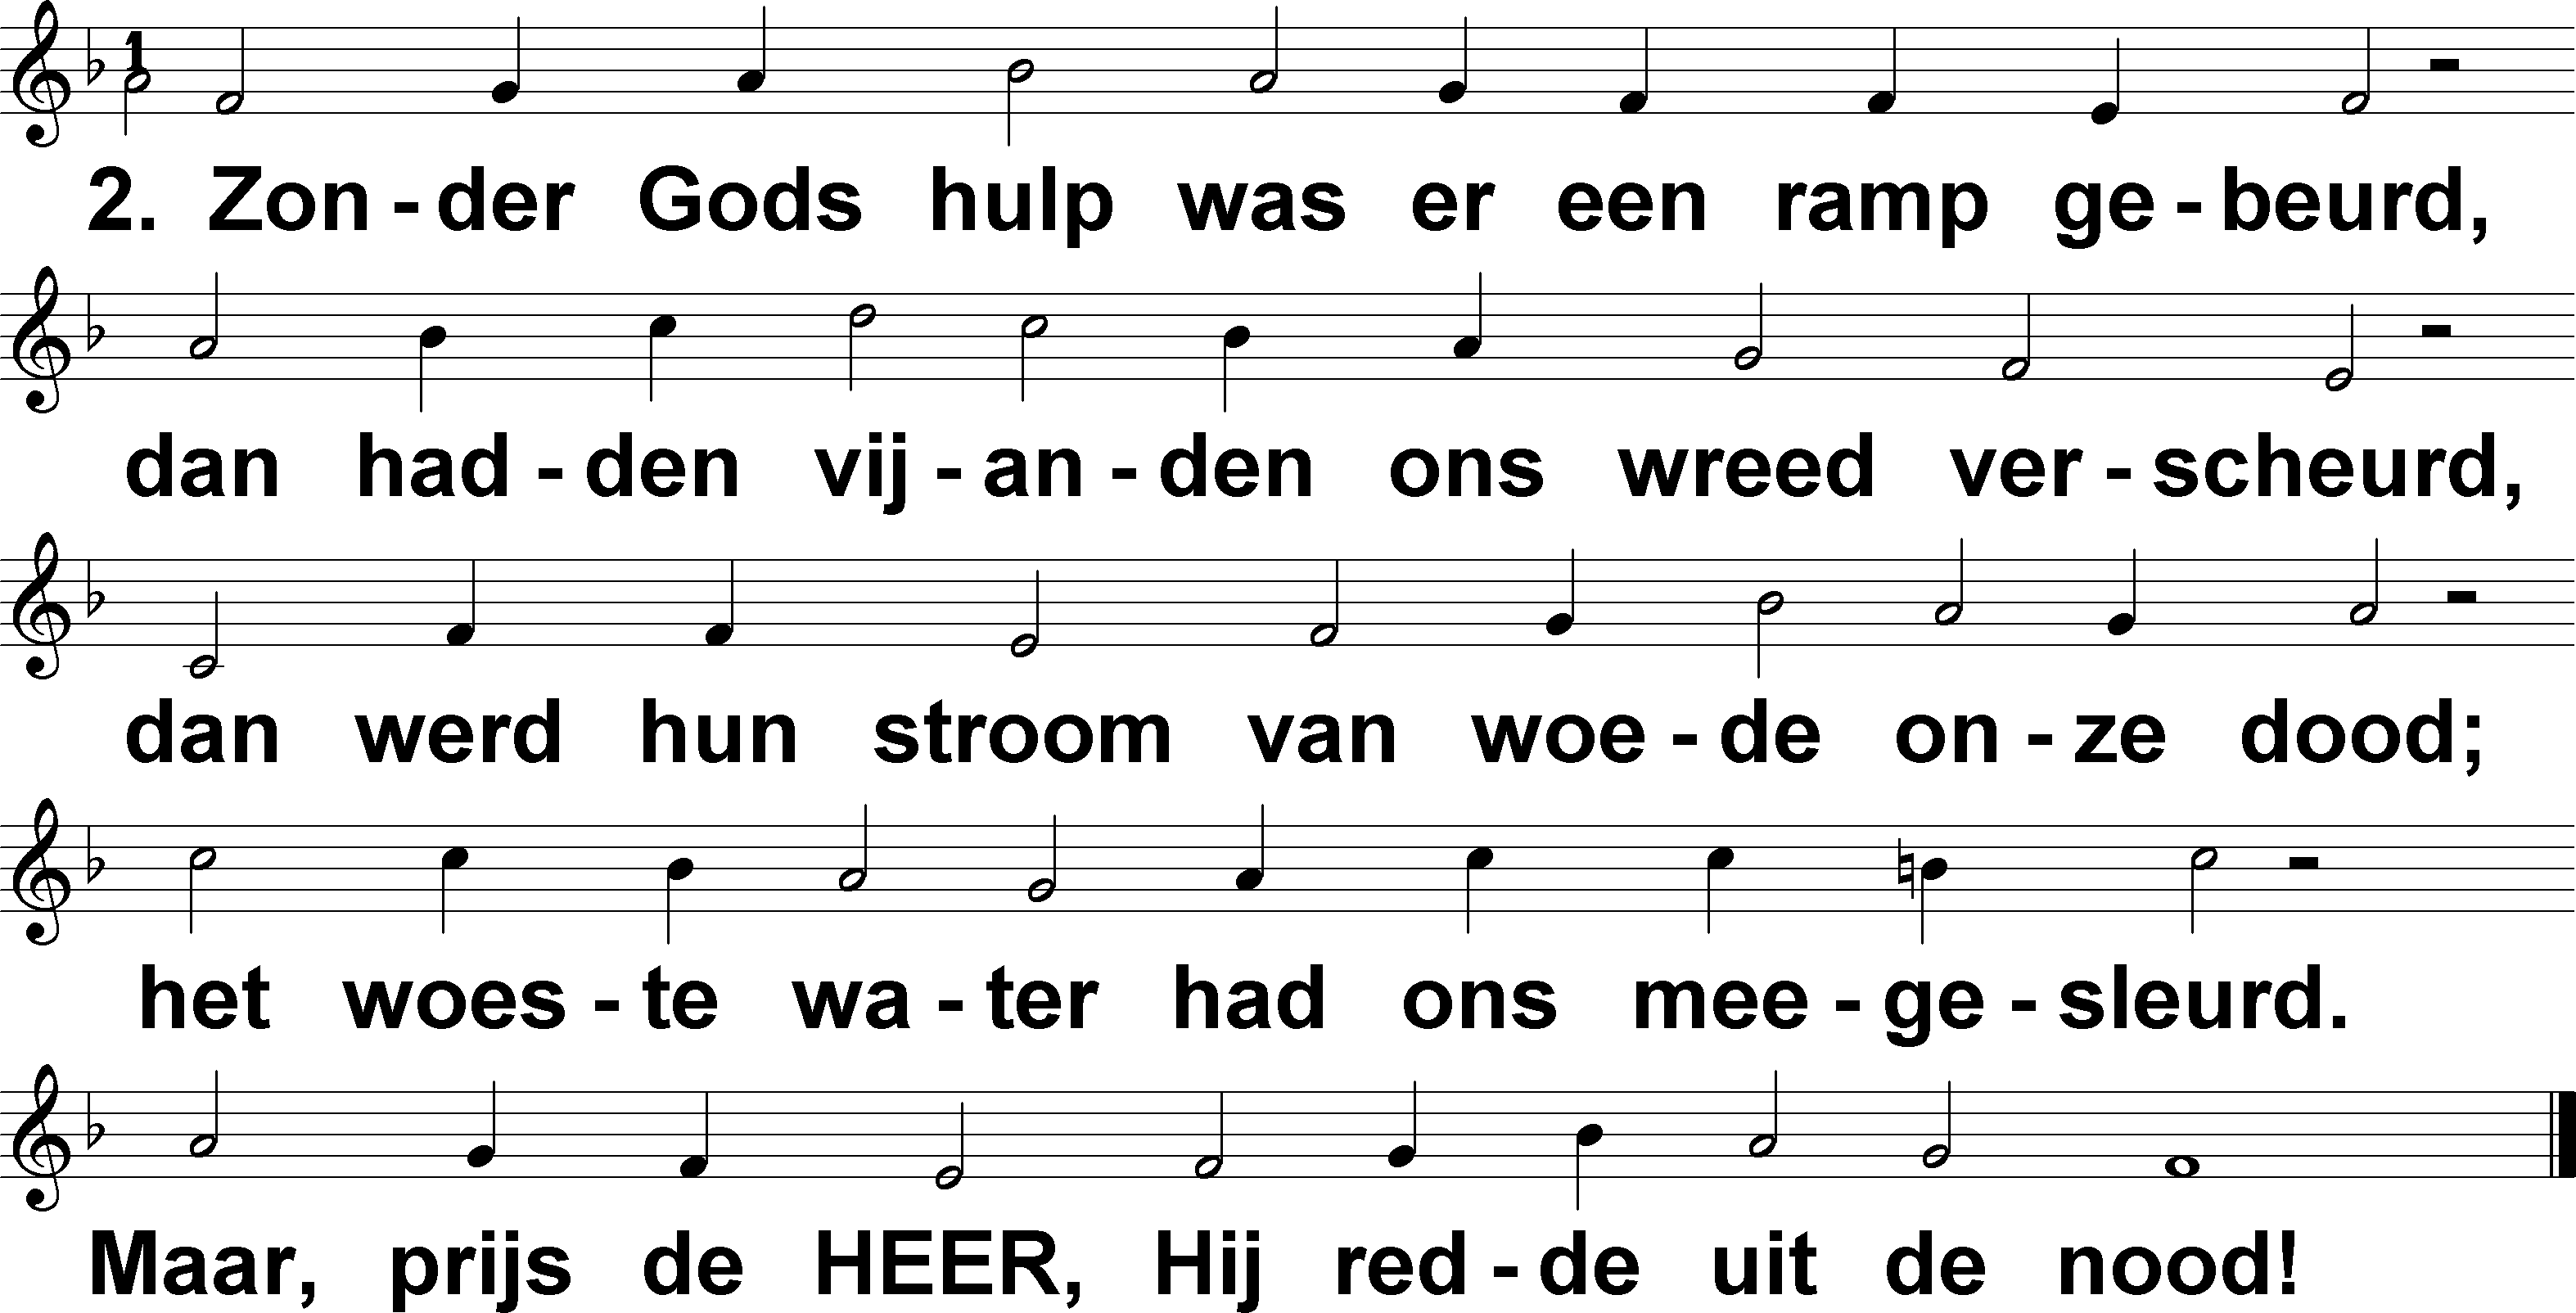 1
2. Zon - der Gods hulp was er een ramp ge - beurd,
dan had - den vij - an - den ons wreed ver - scheurd,
dan werd hun stroom van woe - de on - ze dood;
het woes - te wa - ter had ons mee - ge - sleurd.
Maar, prijs de HEER, Hij red - de uit de nood!